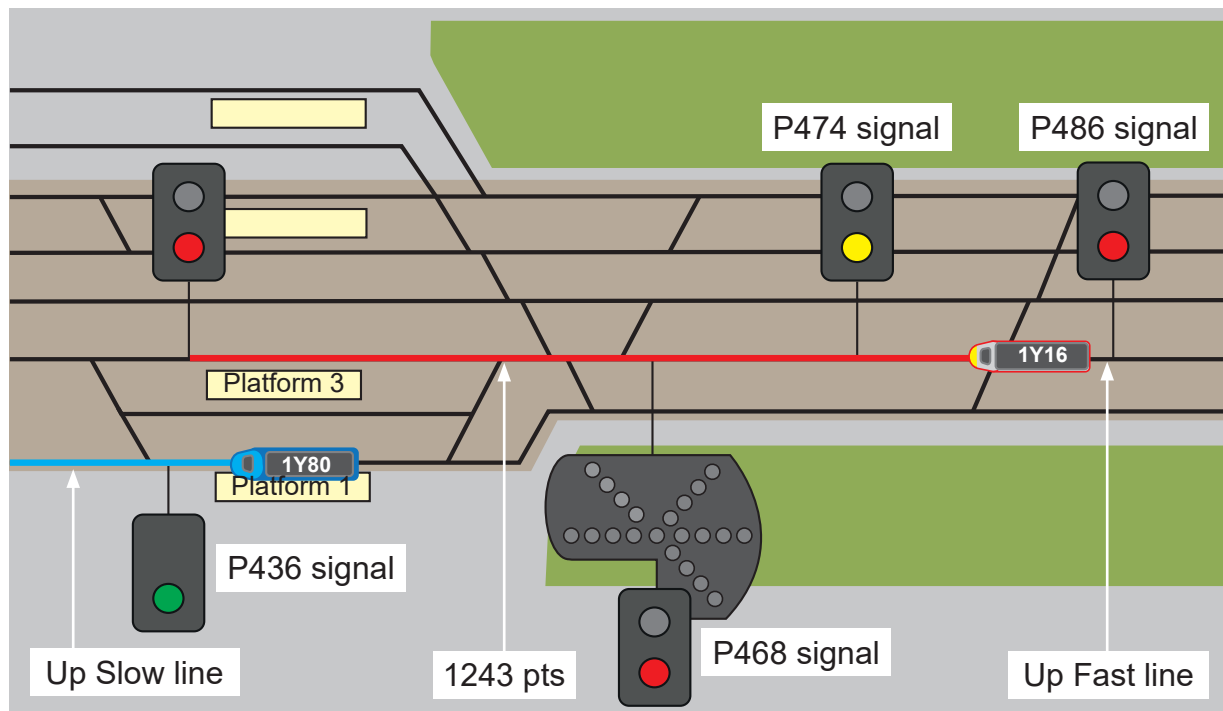 P474 signal
P486 signal
1Y16
Platform 3
1Y80
Platform 1
P436 signal
P468 signal
Up Slow line
1243 pts
Up Fast line